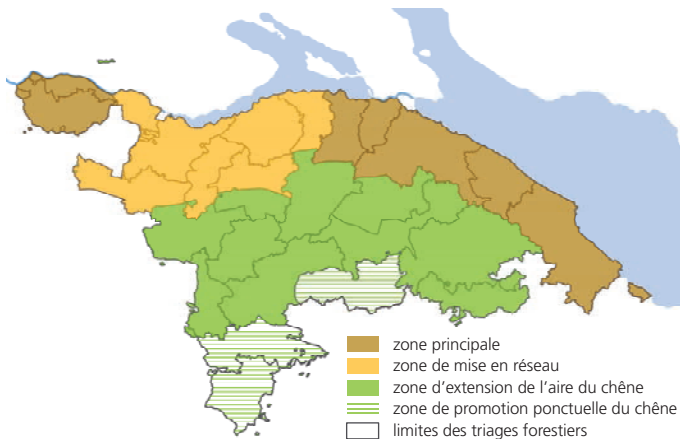 zone principale
zone de mise en réseau
zone d’extension de l’aire du chêne
zone de promotion ponctuelle du chêne
limites des triages forestiers